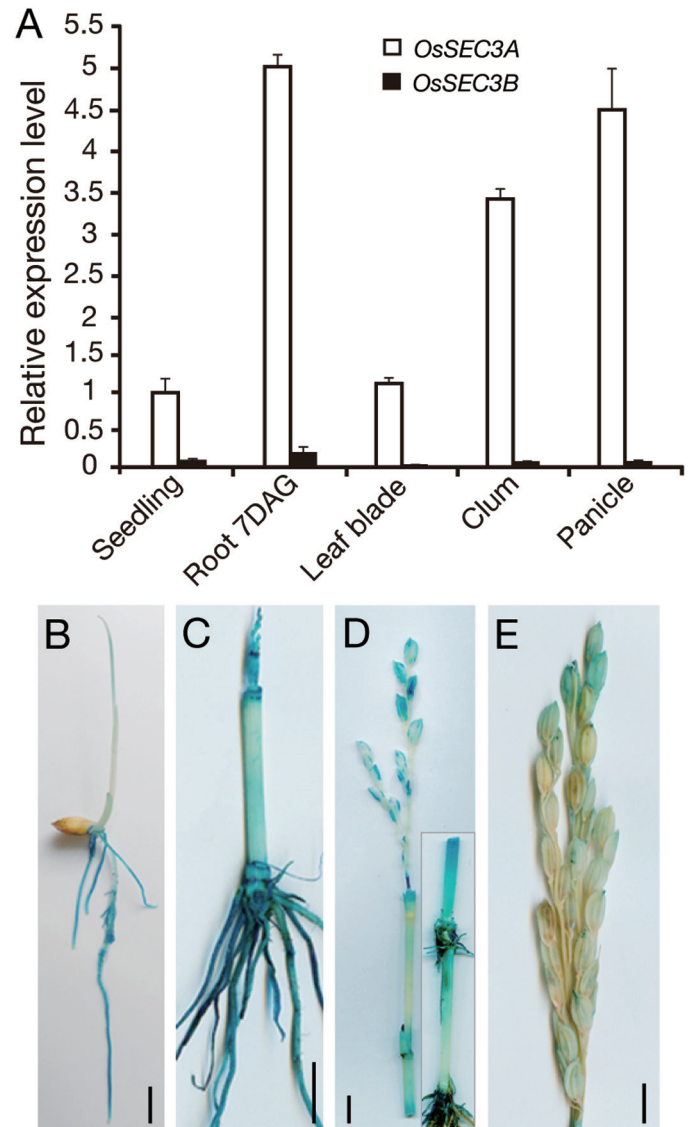 A
Relative expression level
5.5
5
4.5
4
3.5
3
2.5
2
1.5
1
0.5
0
OsSEC3A
OsSEC3B
Seedling
Root 7DAG
Leaf blade
Clum
Panicle
B
C
D
E